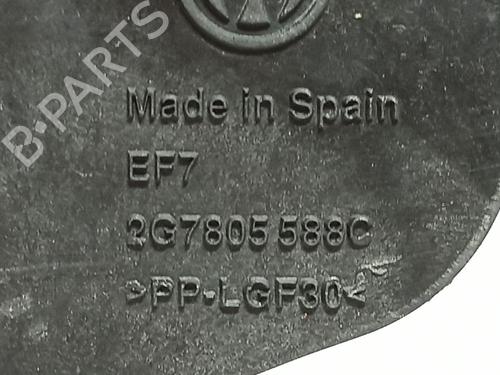 B-PARTS
Made in Spain
EF7
2G7805 588C
>PP-LGF30<